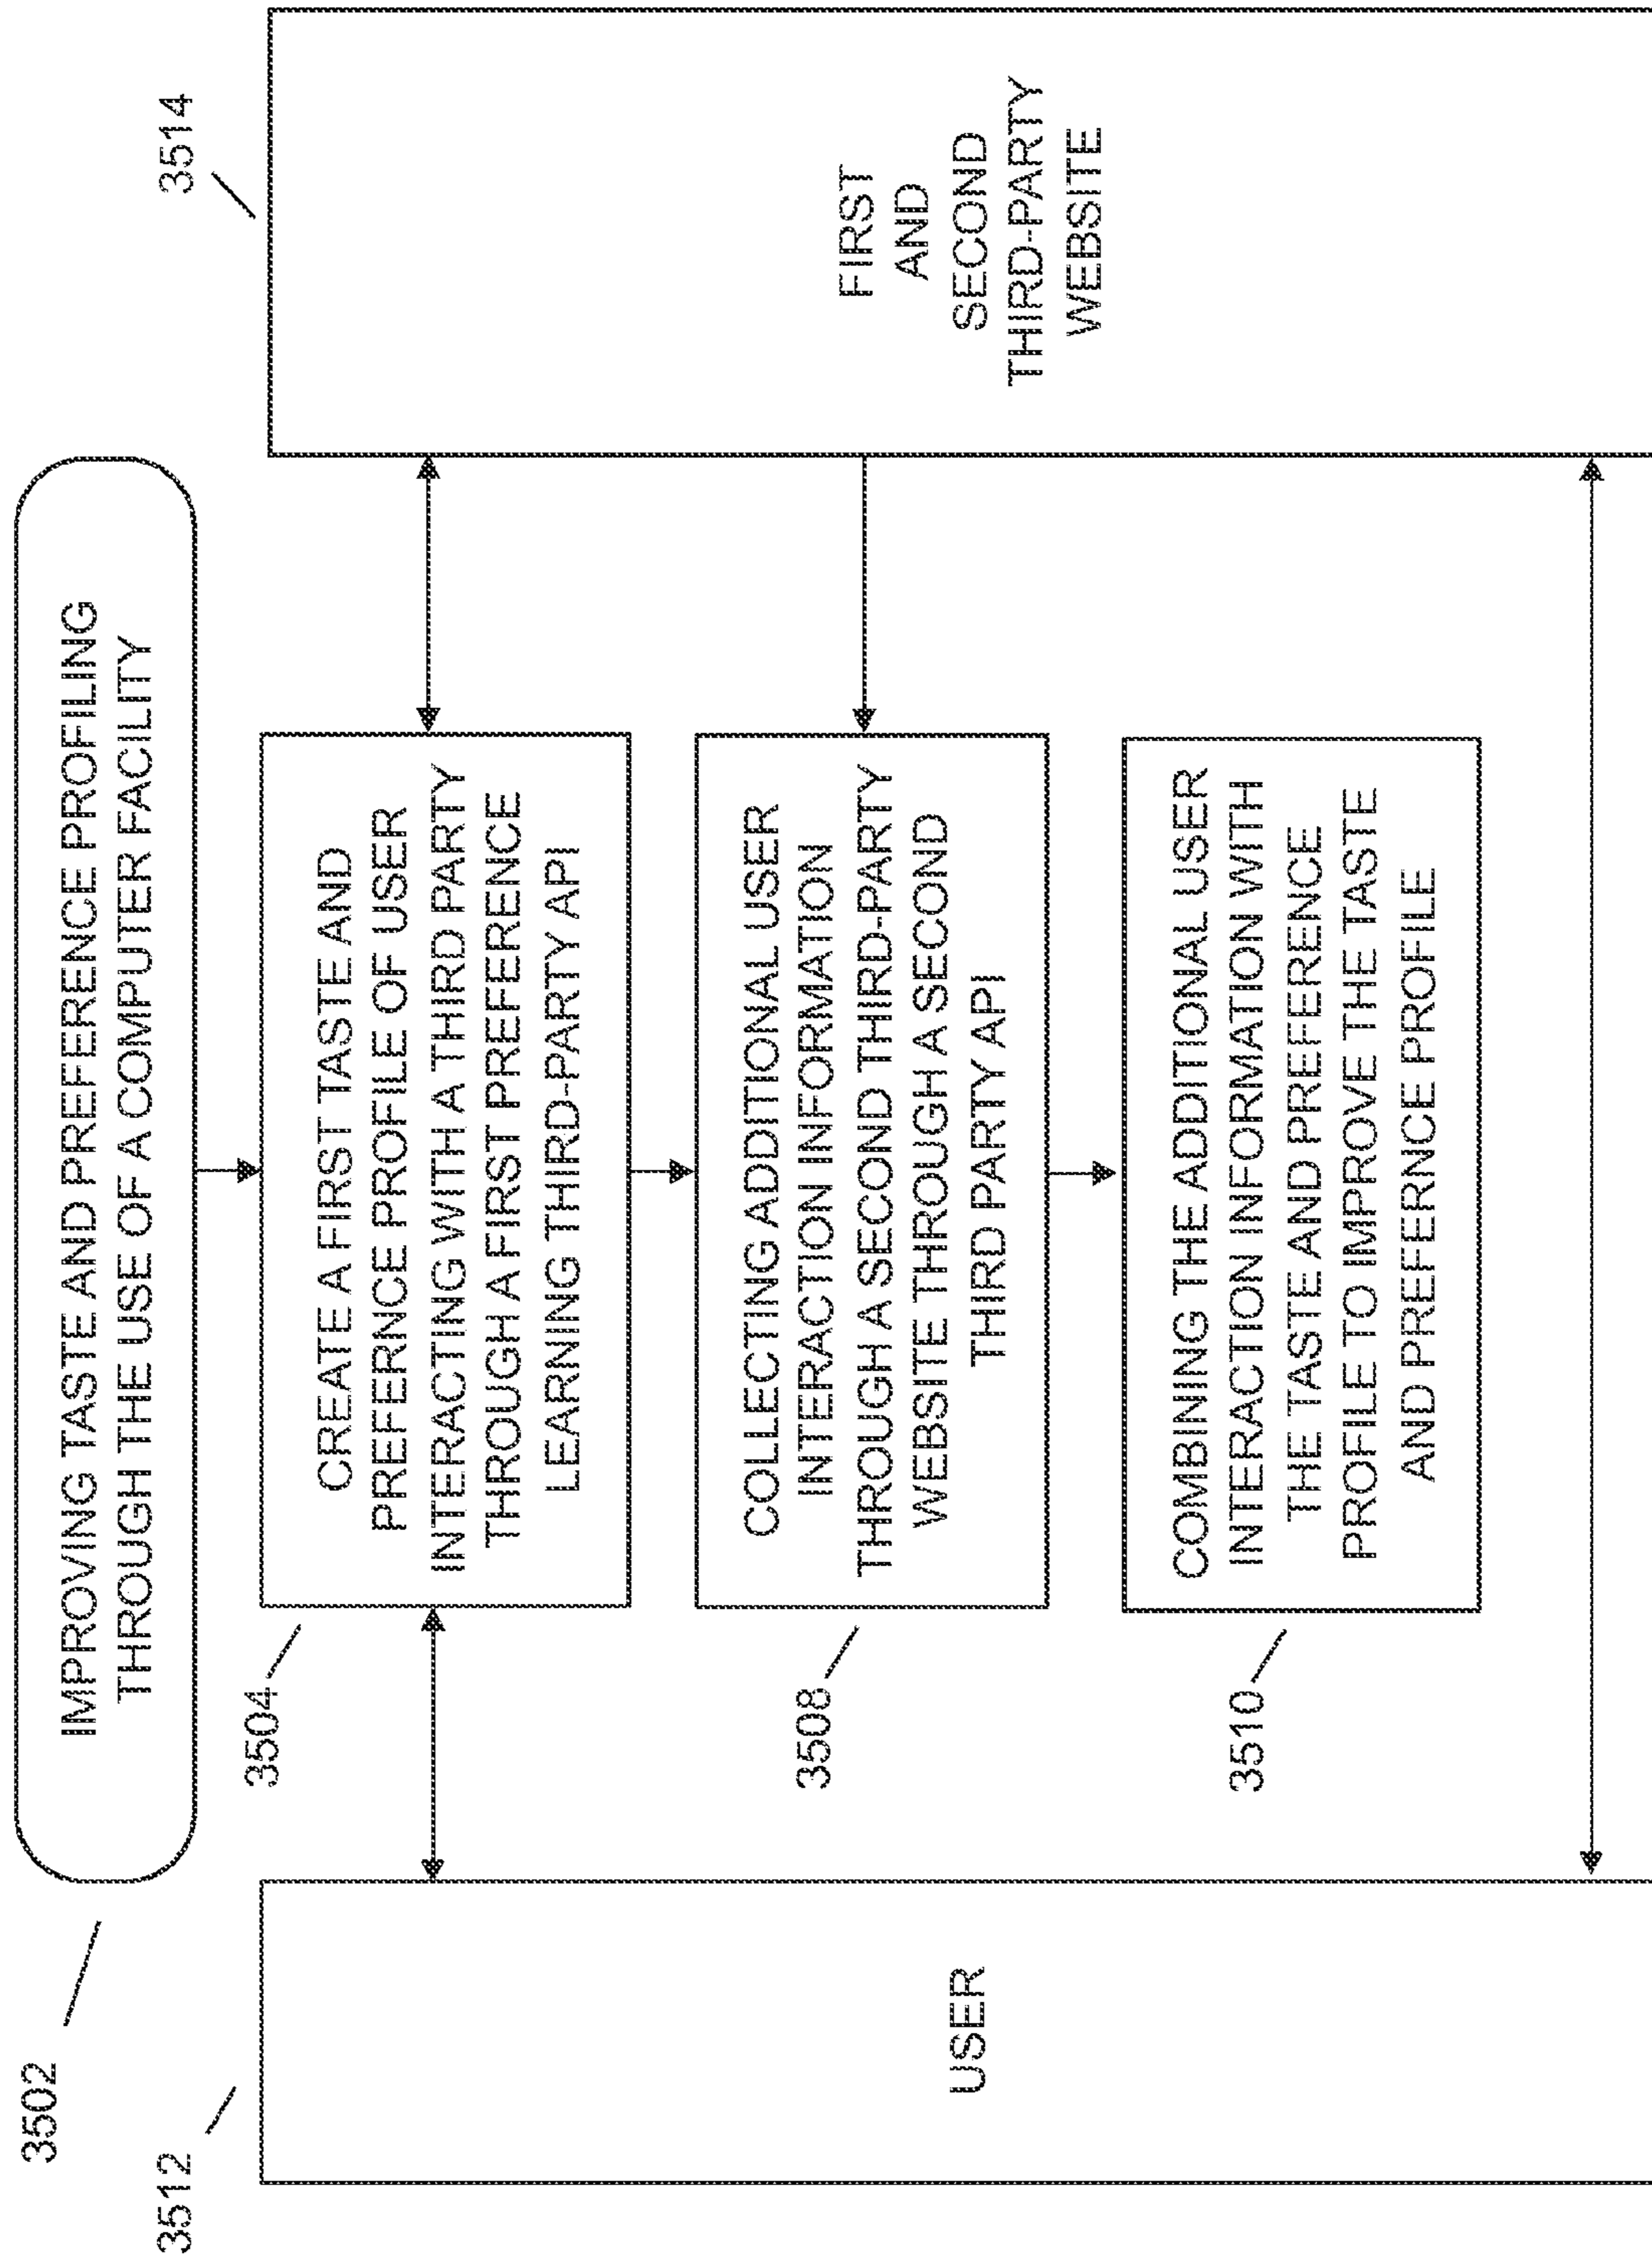 3502
IMPROVING TASTE AND PREFERENCE PROFILING
THROUGH THE USE OF A COMPUTER FACILITY
3512
USER
3504
CREATE A FIRST TASTE AND
PREFERENCE PROFILE OF USER
INTERACTING WITH A THIRD PARTY
THROUGH A FIRST PREFERENCE
LEARNING THIRD-PARTY API
3508
COLLECTING ADDITIONAL USER
INTERACTION INFORMATION
THROUGH A SECOND THIRD-PARTY
WEBSITE THROUGH A SECOND
THIRD PARTY API
3510
COMBINING THE ADDITIONAL USER
INTERACTION INFORMATION WITH
THE TASTE AND PREFERENCE
PROFILE TO IMPROVE THE TASTE
AND PREFERNCE PROFILE
3514
FIRST
AND
SECOND
THIRD-PARTY
WEBSITE